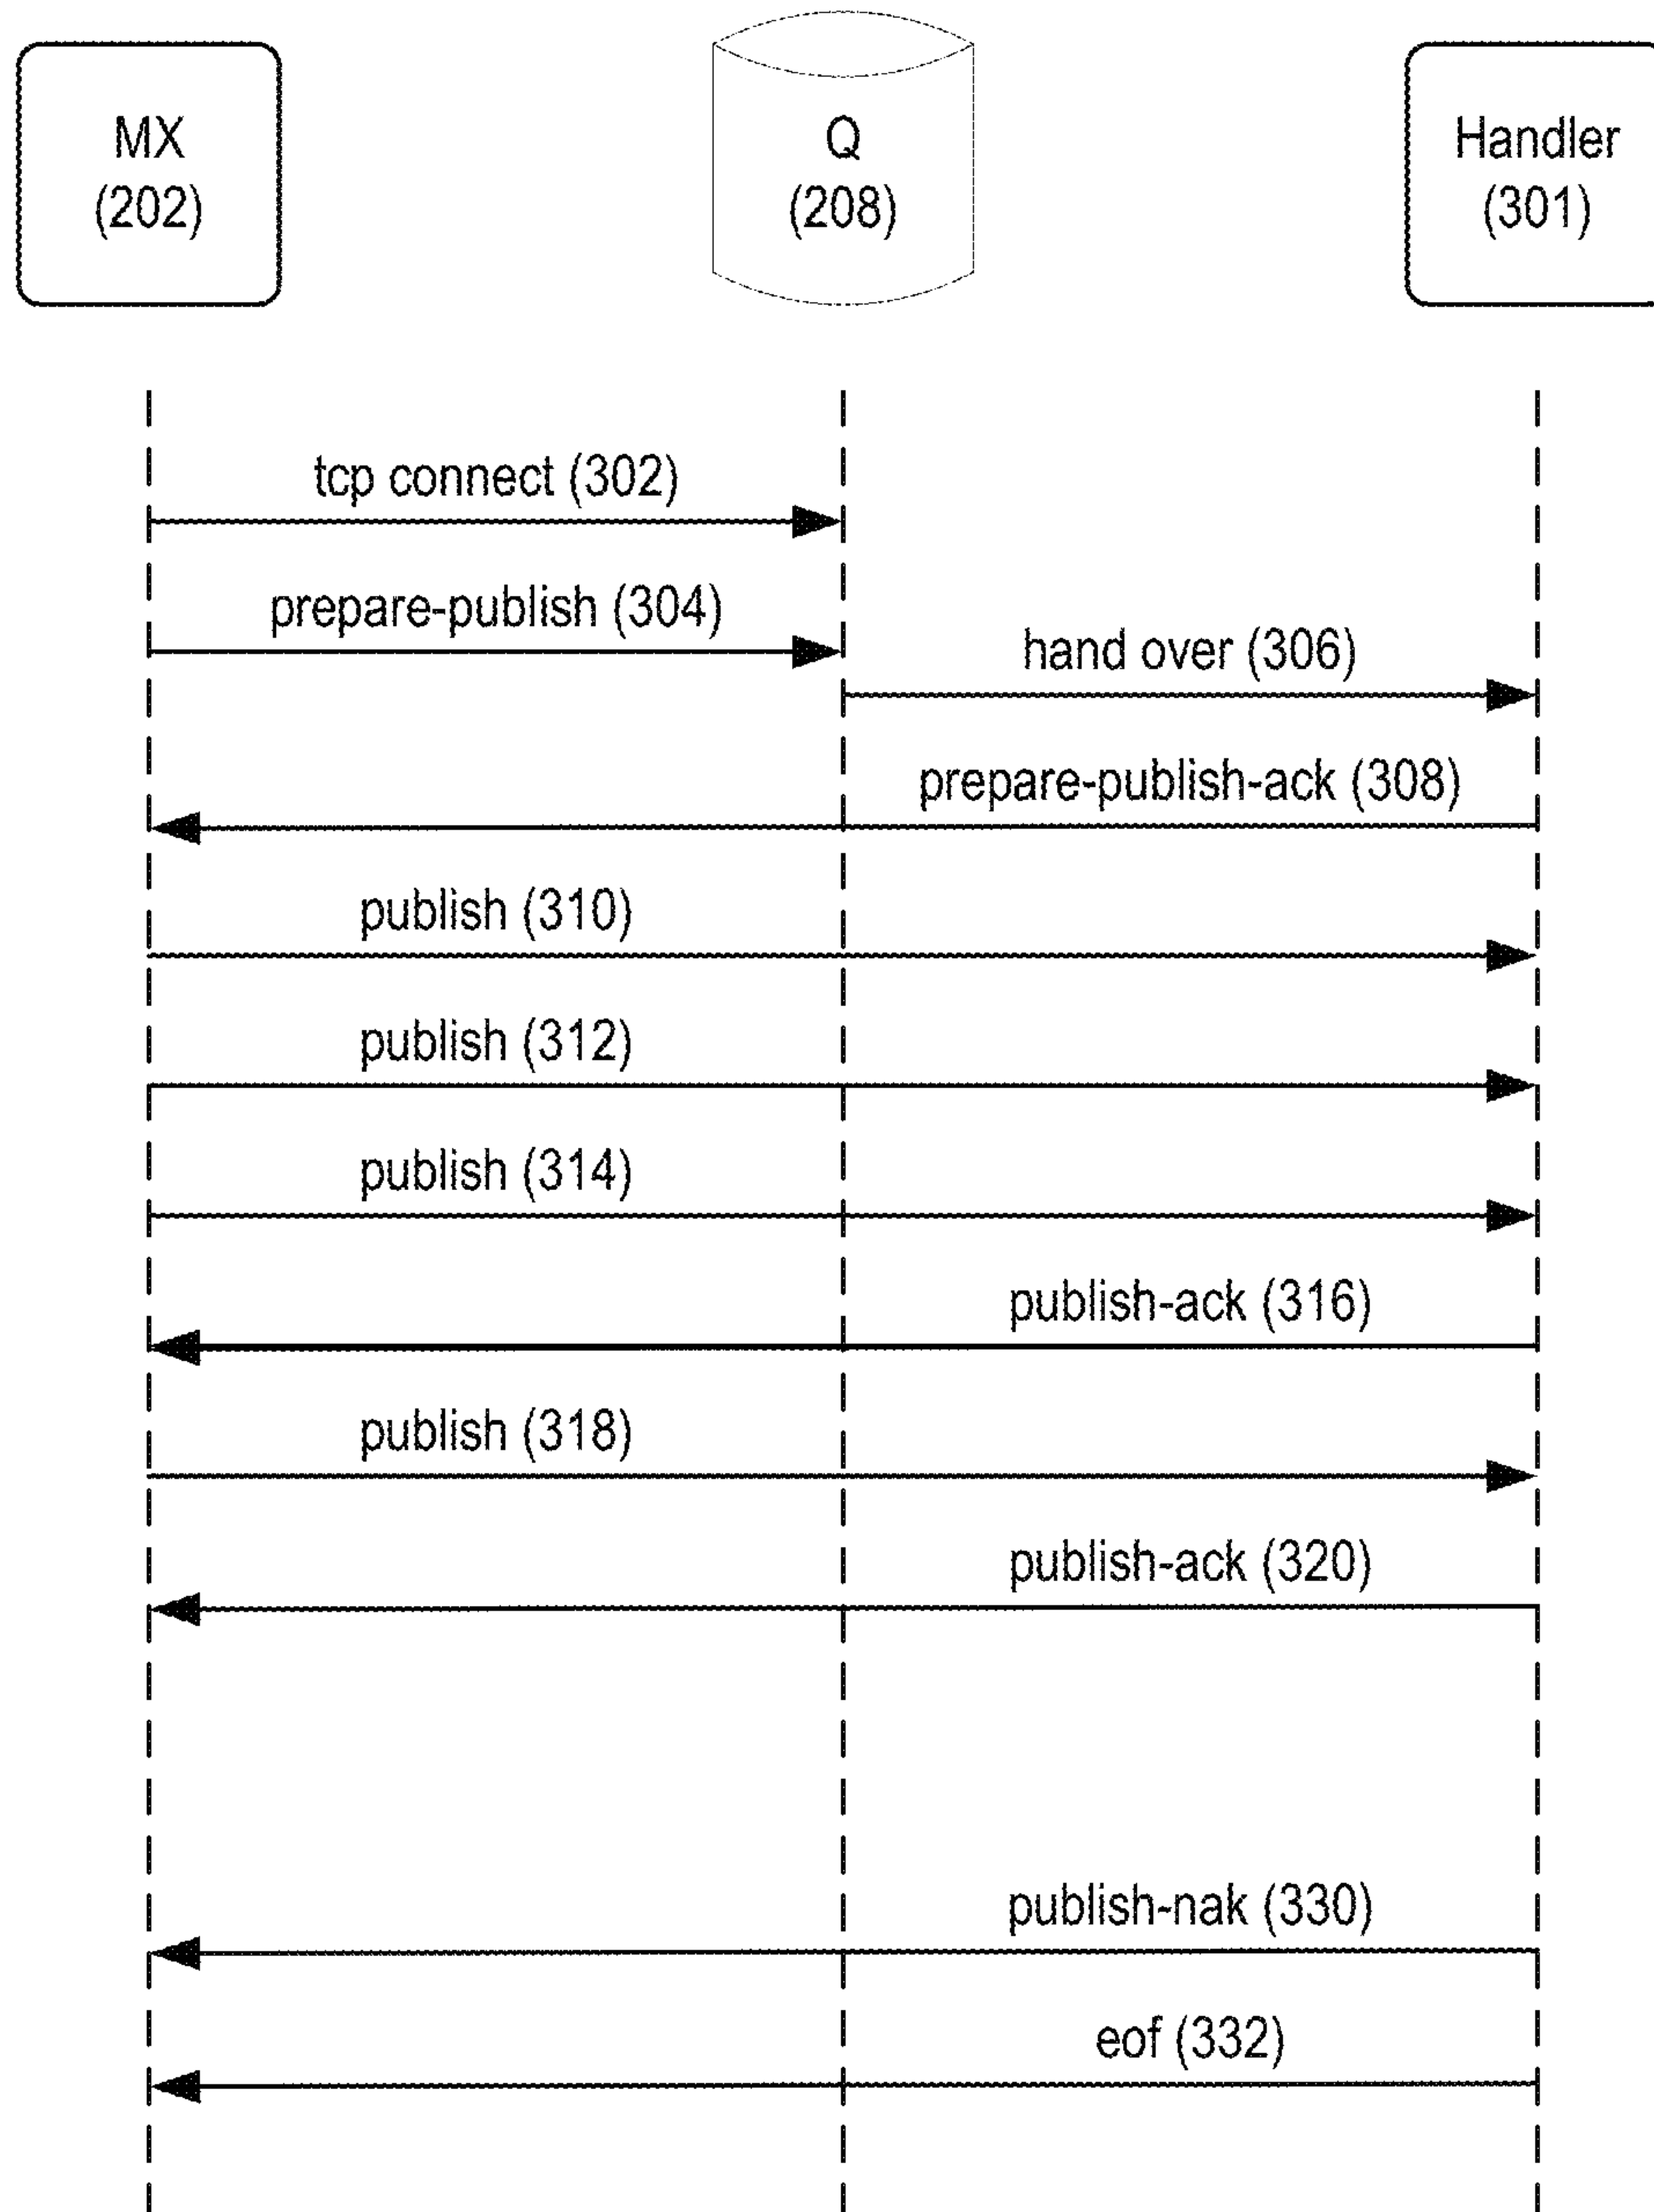 MX
(202)
Q
(208)
Handler
(301)
tcp connect (302)
prepare-publish (304)
hand over (306)
prepare-publish-ack (308)
publish (310)
publish (312)
publish (314)
publish-ack (316)
publish (318)
publish-ack (320)
publish-nak (330)
eof (332)